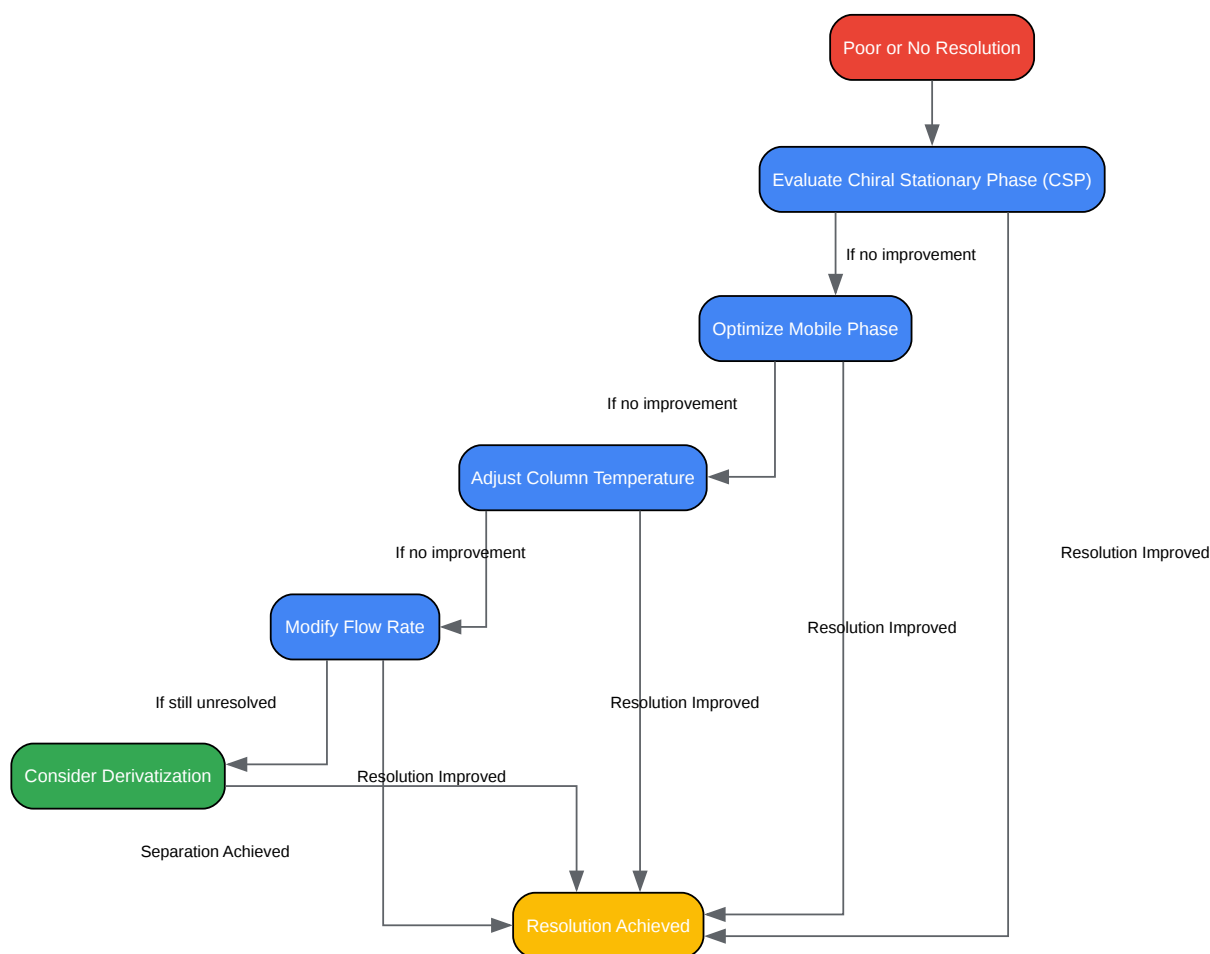 Poor or No Resolution
Evaluate Chiral Stationary Phase (CSP)
If no improvement
Optimize Mobile Phase
If no improvement
Adjust Column Temperature
If no improvement
Resolution Improved
Modify Flow Rate
Resolution Improved
If still unresolved
Resolution Improved
Consider Derivatization
Resolution Improved
Separation Achieved
Resolution Achieved